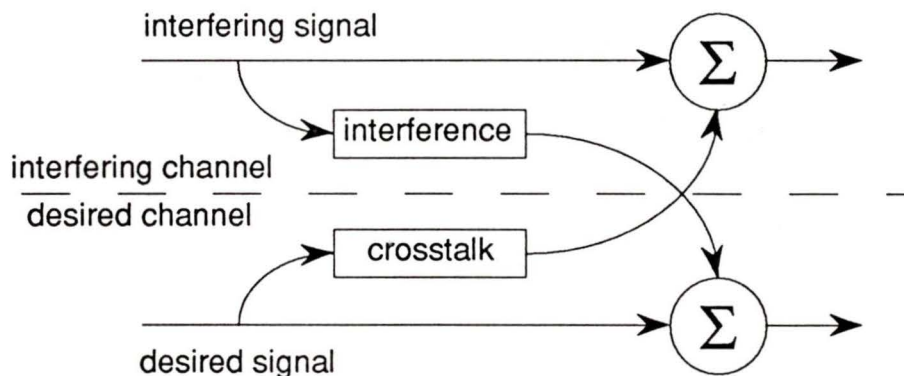 interfering signal
Σ
interference
interfering channel
desired channel
crosstalk
Σ
desired signal